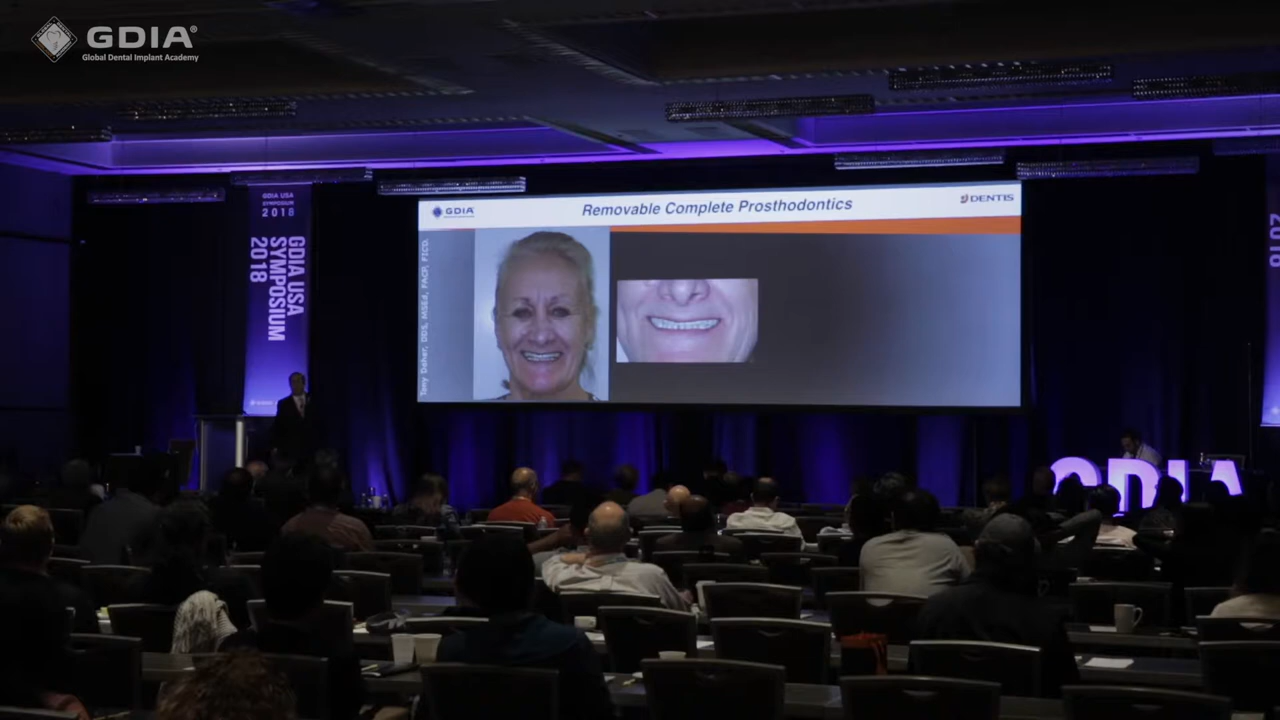 GDIA®
Global Dental Implant Academy
GDIA USA
SYMPOSIUM
2018
GDIA USA
SYMPOSIUM
2018
GDIA
Removable Complete Prosthodontics
DENTIS
Tony Daher, DDS, MSEd, FACP, FICD.
2018
GDIA